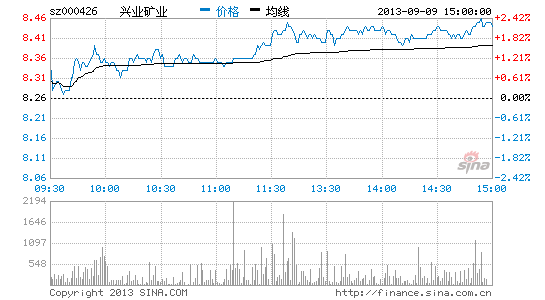 sz000426 兴业矿业 价格 均线 2013-09-09 15:00:00
8.46 2.42%
8.41 1.82%
8.36 1.21%
8.31 0.61%
8.26 0.00%
8.21 0.61%
8.16 1.21%
8.11 1.82%
8.06 2.42%
sina
新浪财经
09:30 10:00 10:30 11:00 11:30 13:30 14:00 14:30 15:00
2194
1646
1097
548
Copyright 2013 SINA.COM http://finance.sina.com.cn